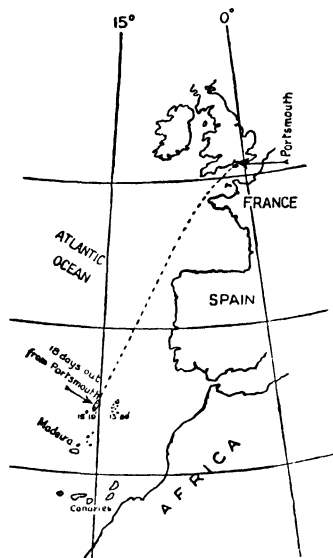 15°
0°
Portsmouth
FRANCE
ATLANTIC
OCEAN
SPAIN
18 days out
from Portsmouth
Madeira
Canaries
AFRICA